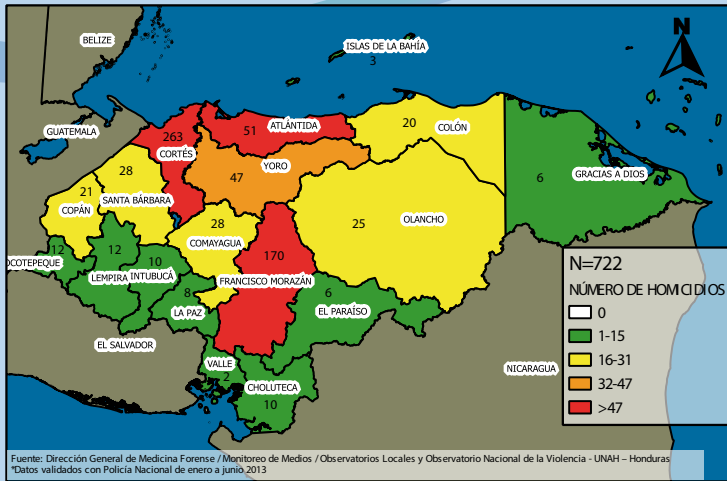 BELIZE
ISLAS DE LA BAHÍA
3
N
GUATEMALA
263
CORTÉS
51
ATLÁNTIDA
20
COLÓN
YORO
47
28
SANTA BÁRBARA
21
COPÁN
6
GRACIAS A DIOS
28
COMAYAGUA
25
OLANCHO
12
OCOTEPEQUE
12
LEMPIRA
10
INTUBUCÁ
170
FRANCISCO MORAZÁN
8
LA PAZ
6
EL PARAÍSO
EL SALVADOR
VALLE
2
CHOLUTECA
10
NICARAGUA
N=722
NÚMERO DE HOMICIDIOS
0
1-15
16-31
32-47
>47
Fuente: Dirección General de Medicina Forense / Monitoreo de Medios / Observatorios Locales y Observatorio Nacional de la Violencia - UNAH – Honduras
*Datos validados con Policía Nacional de enero a junio 2013